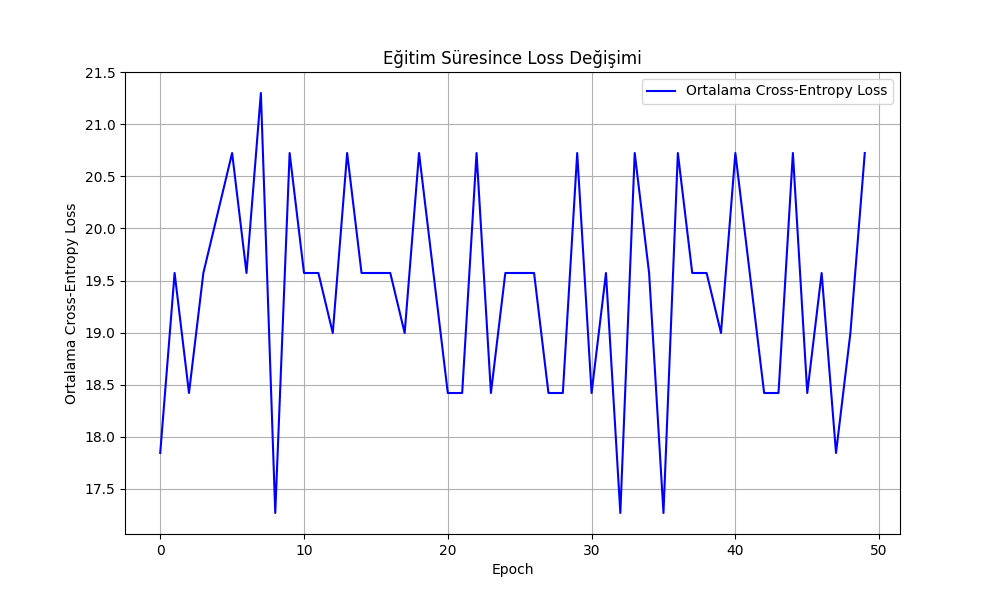 Eğitim Süresince Loss Değişimi
Ortalama Cross-Entropy Loss
21.5
21.0
20.5
20.0
19.5
19.0
18.5
18.0
17.5
Ortalama Cross-Entropy Loss
0 10 20 30 40 50
Epoch